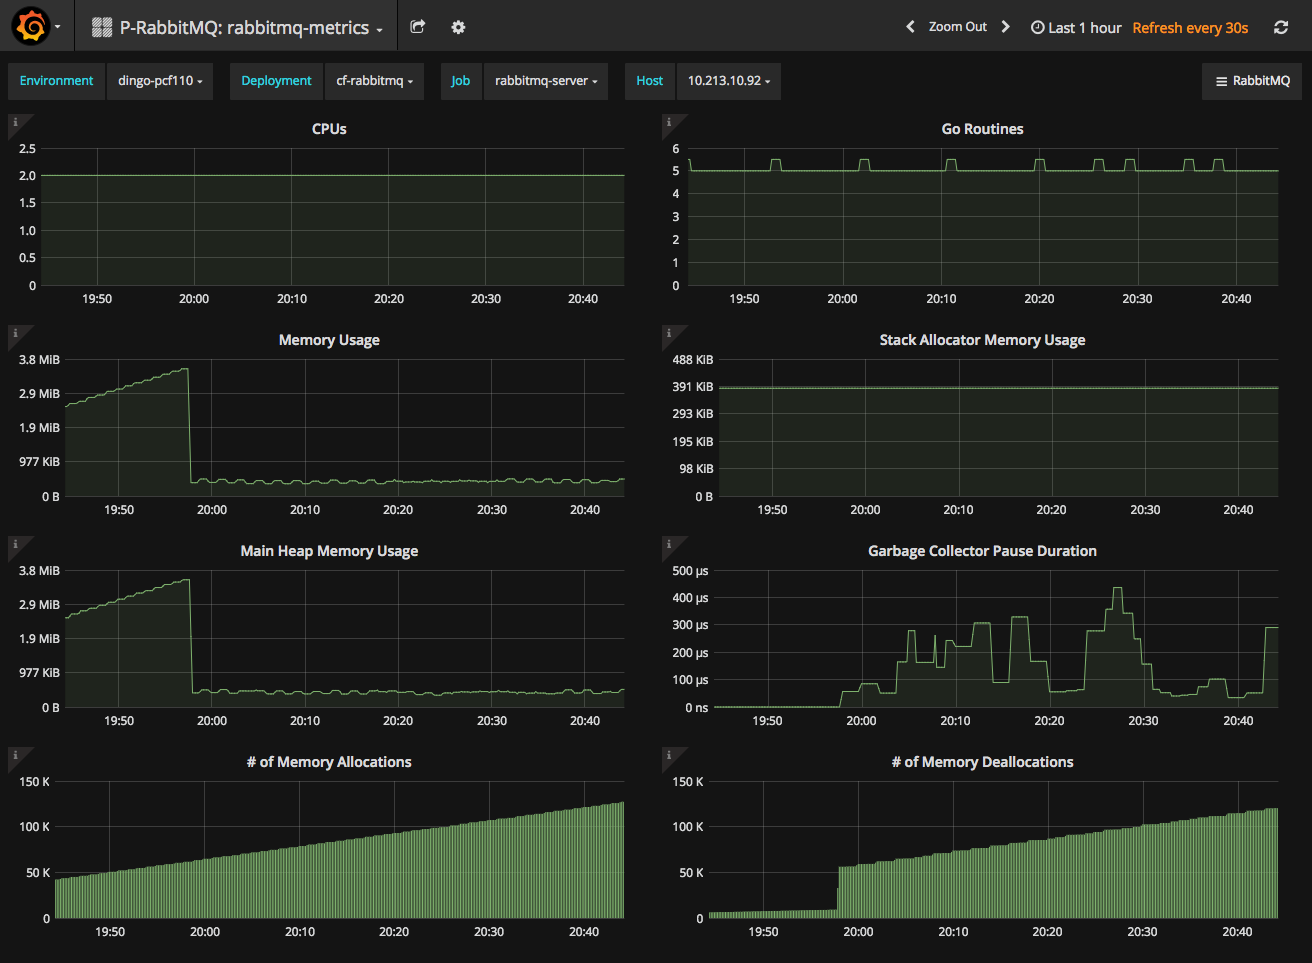 P-RabbitMQ: rabbitmq-metrics
Zoom Out
Last 1 hour Refresh every 30s
Environment dingo-pcf110 Deployment cf-rabbitmq Job rabbitmq-server Host 10.213.10.92 RabbitMQ
i
CPUs
2.5
2.0
1.5
1.0
0.5
0
19:50 20:00 20:10 20:20 20:30 20:40
i
Go Routines
6
5
4
3
2
1
0
19:50 20:00 20:10 20:20 20:30 20:40
i
Memory Usage
3.8 MiB
2.9 MiB
1.9 MiB
977 KiB
0 B
19:50 20:00 20:10 20:20 20:30 20:40
i
Stack Allocator Memory Usage
488 KiB
391 KiB
293 KiB
195 KiB
98 KiB
0 B
19:50 20:00 20:10 20:20 20:30 20:40
i
Main Heap Memory Usage
3.8 MiB
2.9 MiB
1.9 MiB
977 KiB
0 B
19:50 20:00 20:10 20:20 20:30 20:40
i
Garbage Collector Pause Duration
500 µs
400 µs
300 µs
200 µs
100 µs
0 ns
19:50 20:00 20:10 20:20 20:30 20:40
i
# of Memory Allocations
150 K
100 K
50 K
0
19:50 20:00 20:10 20:20 20:30 20:40
i
# of Memory Deallocations
150 K
100 K
50 K
0
19:50 20:00 20:10 20:20 20:30 20:40